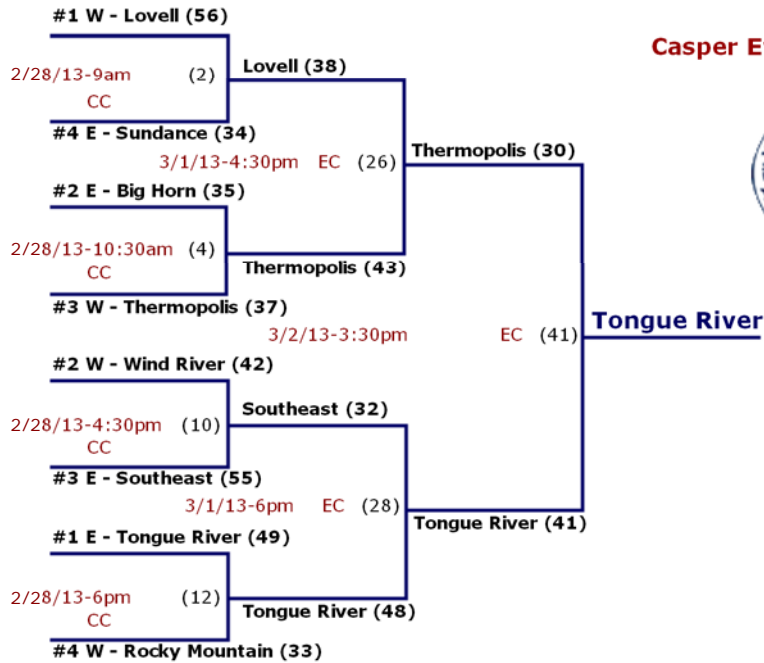 #1 W - Lovell (56)
Casper E
2/28/13-9am (2)
Lovell (38)
CC
#4 E - Sundance (34)
Thermopolis (30)
3/1/13-4:30pm EC (26)
#2 E - Big Horn (35)
2/28/13-10:30am (4)
CC
Thermopolis (43)
#3 W - Thermopolis (37)
Tongue River
3/2/13-3:30pm EC (41)
#2 W - Wind River (42)
Southeast (32)
2/28/13-4:30pm (10)
CC
#3 E - Southeast (55)
3/1/13-6pm EC (28)
Tongue River (41)
#1 E - Tongue River (49)
2/28/13-6pm (12)
CC
Tongue River (48)
#4 W - Rocky Mountain (33)